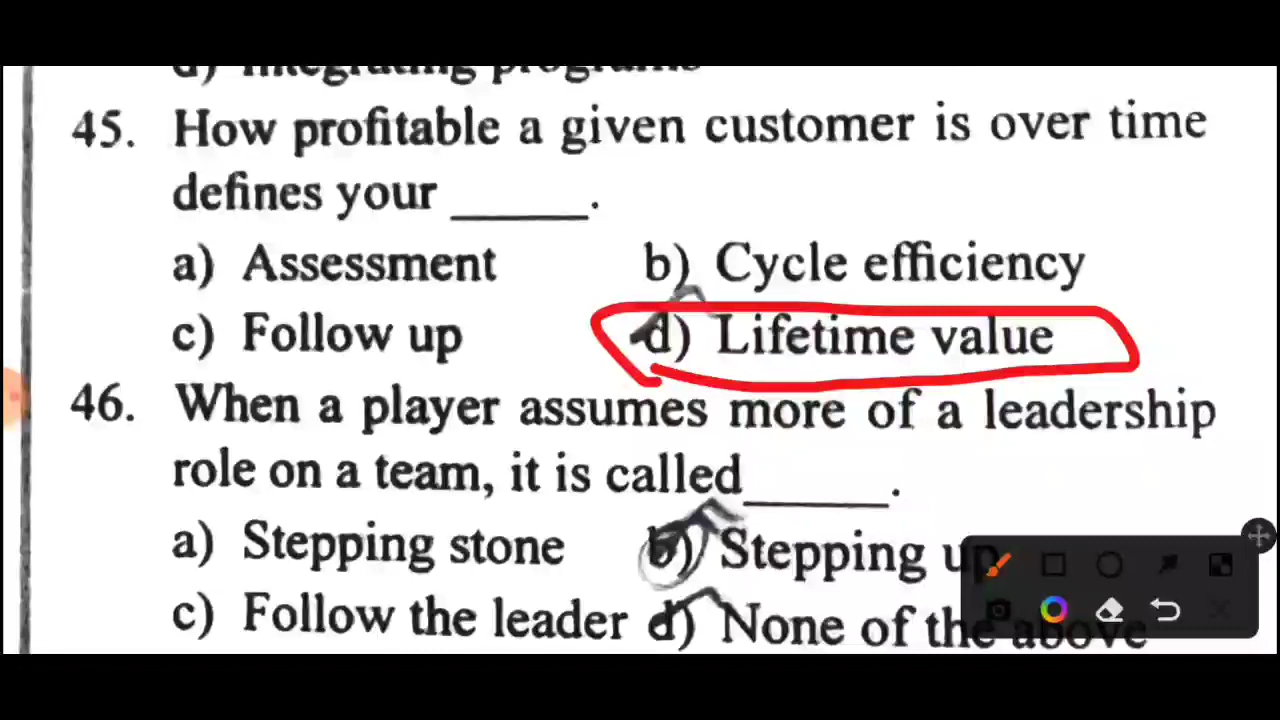 d) Integrating programs
45. How profitable a given customer is over time
defines your ______.
a) Assessment b) Cycle efficiency
c) Follow up d) Lifetime value
46. When a player assumes more of a leadership
role on a team, it is called______.
a) Stepping stone b) Stepping up
c) Follow the leader d) None of the above